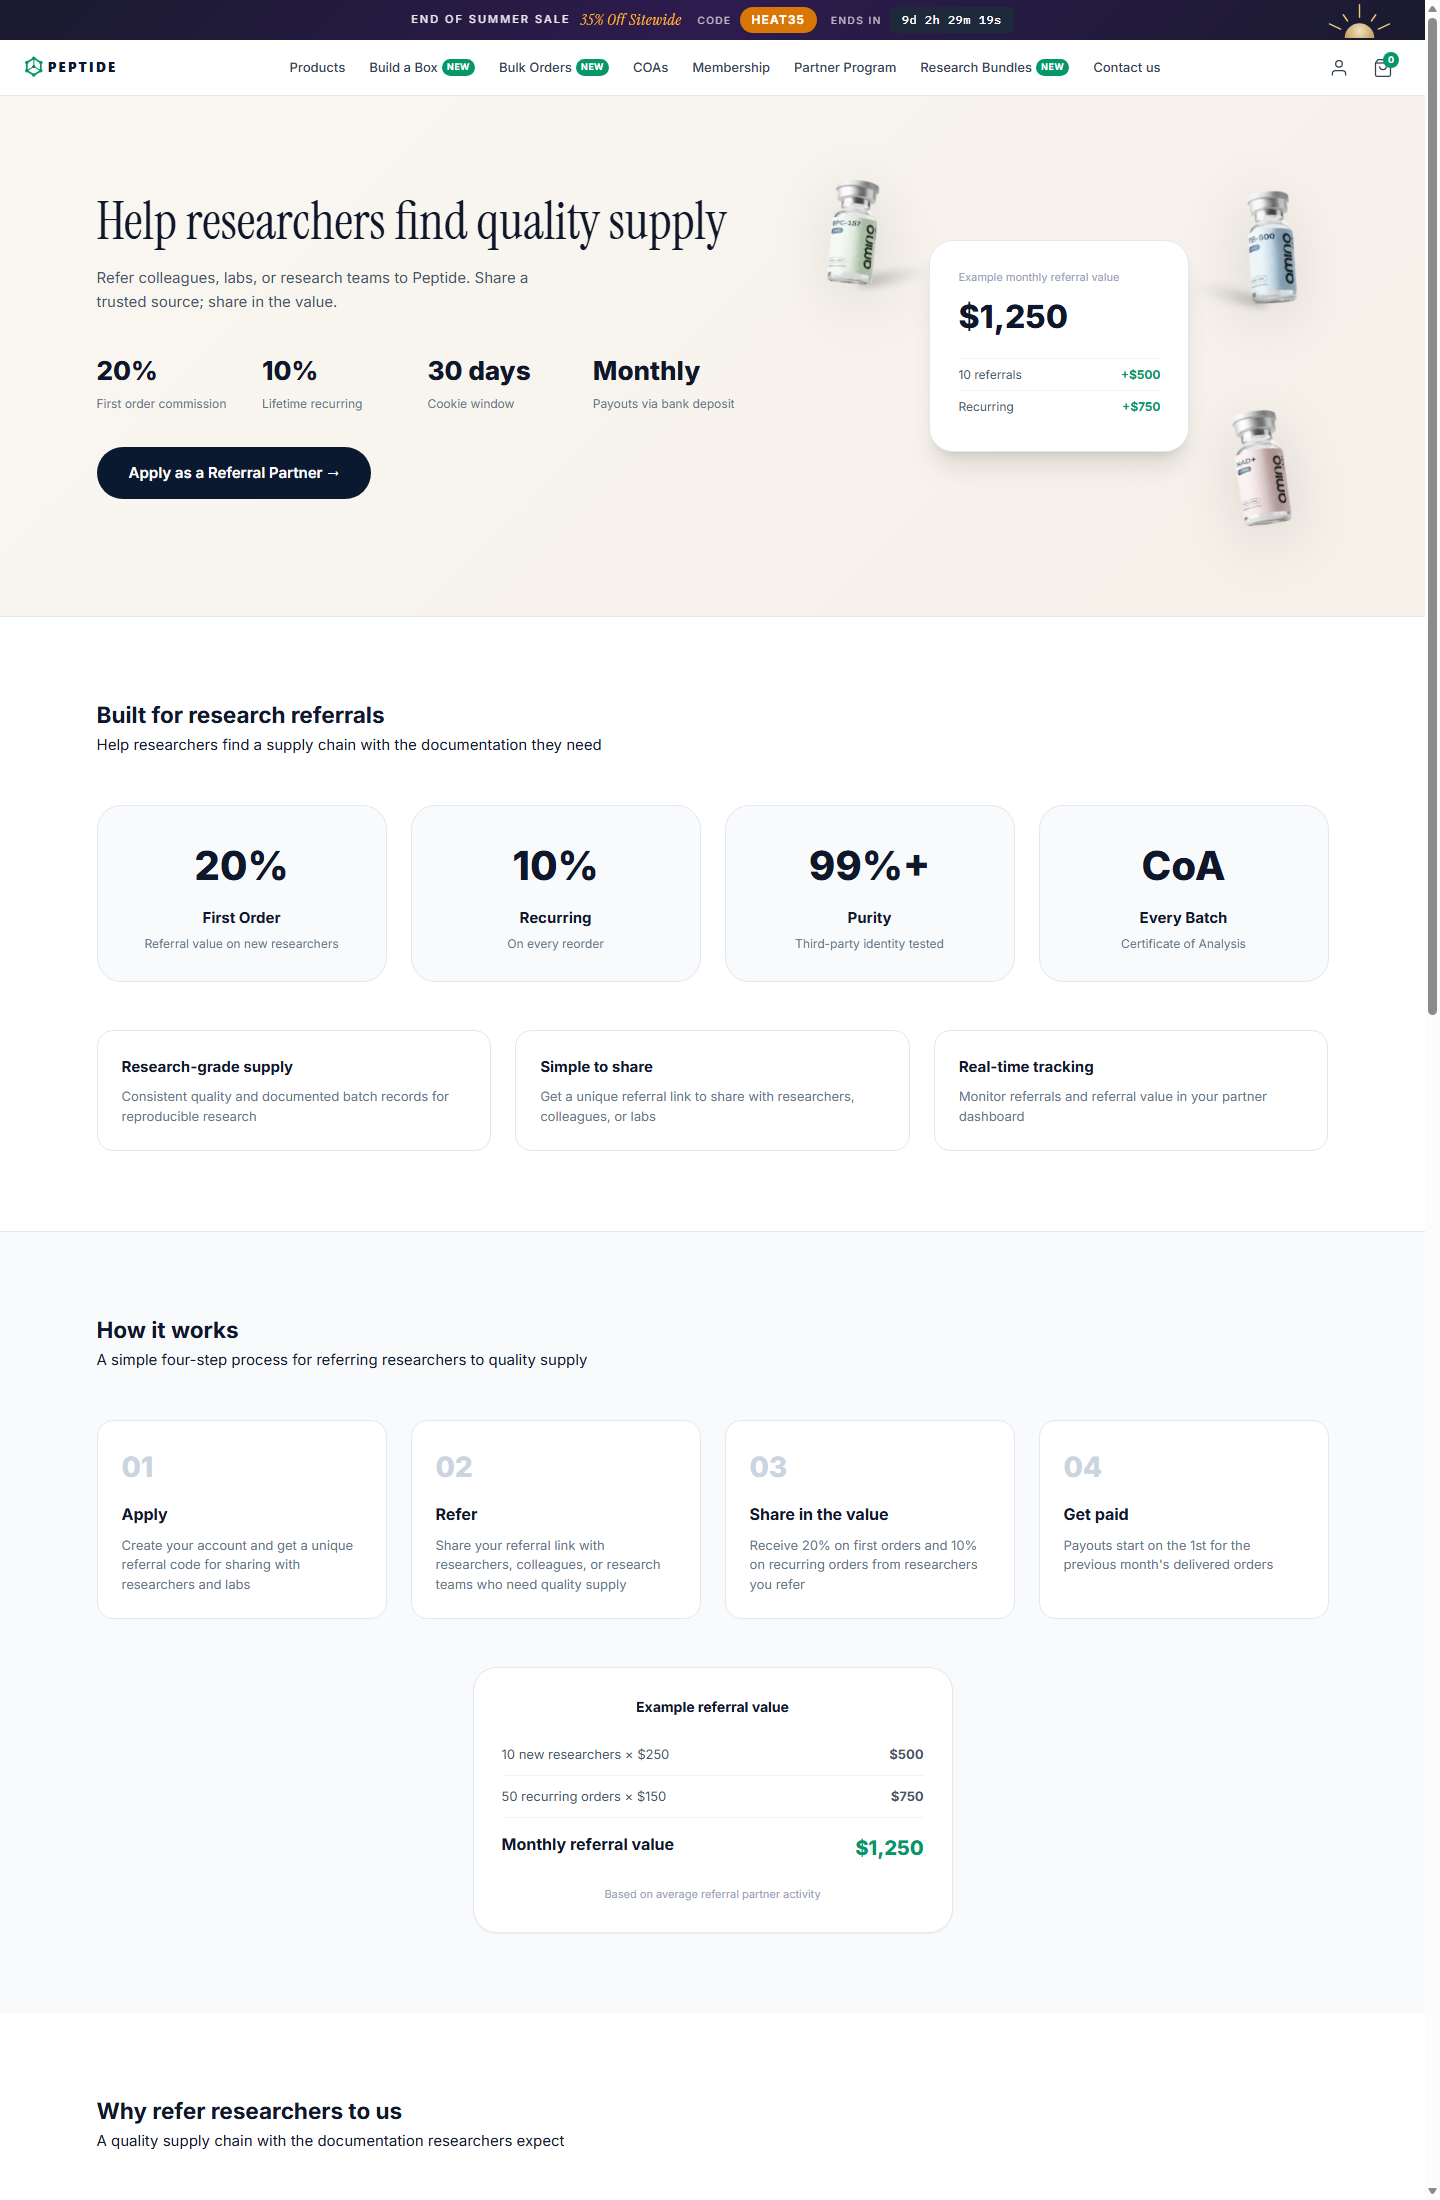 END OF SUMMER SALE 35% Off Sitewide CODE HEAT35 ENDS IN 9d 2h 29m 19s
PEPTIDE
Products Build a Box NEW Bulk Orders NEW COAs Membership Partner Program Research Bundles NEW Contact us
0
Help researchers find quality supply
Refer colleagues, labs, or research teams to Peptide. Share a
trusted source; share in the value.
20%
First order commission
10%
Lifetime recurring
30 days
Cookie window
Monthly
Payouts via bank deposit
Apply as a Referral Partner →
BPC-157
amino
TB-500
amino
NAD+
amino
Example monthly referral value
$1,250
10 referrals +$500
Recurring +$750
Built for research referrals
Help researchers find a supply chain with the documentation they need
20%
First Order
Referral value on new researchers
10%
Recurring
On every reorder
99%+
Purity
Third-party identity tested
CoA
Every Batch
Certificate of Analysis
Research-grade supply
Consistent quality and documented batch records for
reproducible research
Simple to share
Get a unique referral link to share with researchers,
colleagues, or labs
Real-time tracking
Monitor referrals and referral value in your partner
dashboard
How it works
A simple four-step process for referring researchers to quality supply
01
Apply
Create your account and get a unique
referral code for sharing with
researchers and labs
02
Refer
Share your referral link with
researchers, colleagues, or research
teams who need quality supply
03
Share in the value
Receive 20% on first orders and 10%
on recurring orders from researchers
you refer
04
Get paid
Payouts start on the 1st for the
previous month's delivered orders
Example referral value
10 new researchers × $250 $500
50 recurring orders × $150 $750
Monthly referral value $1,250
Based on average referral partner activity
Why refer researchers to us
A quality supply chain with the documentation researchers expect